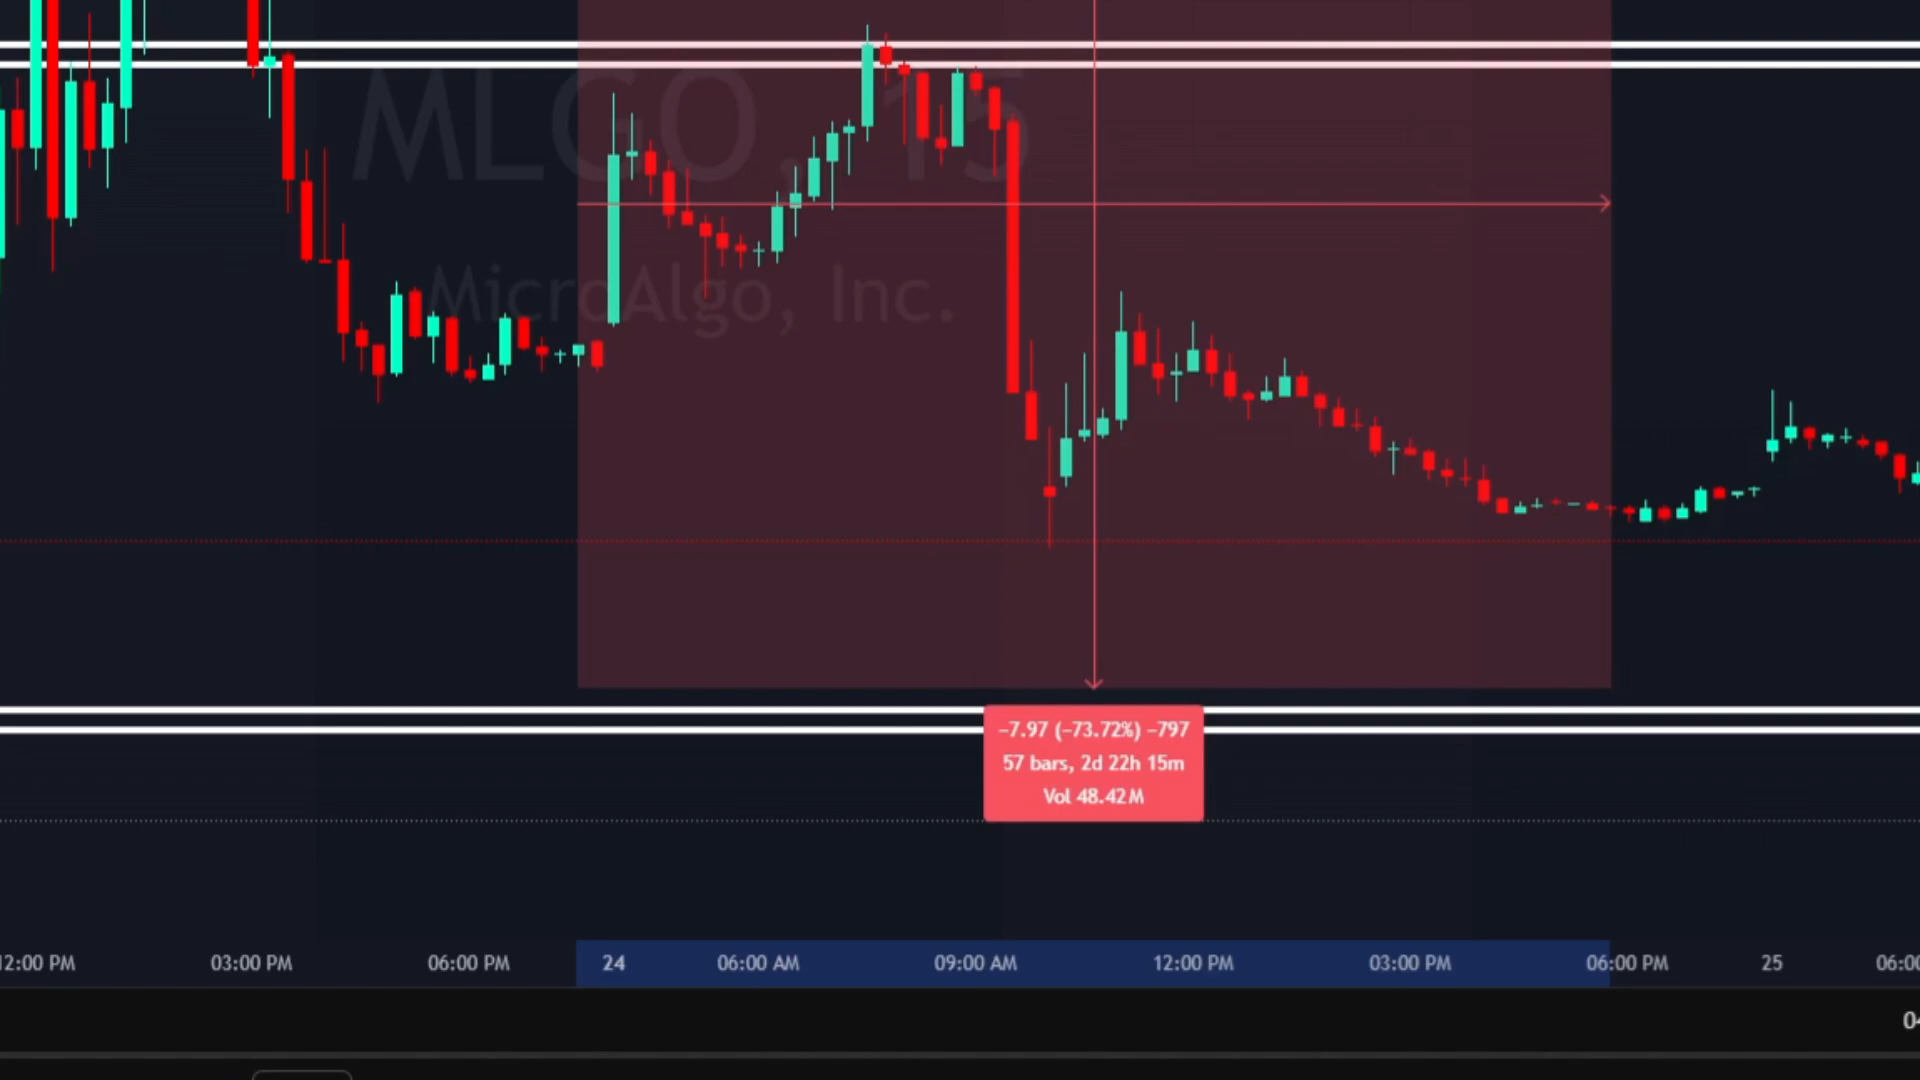 MLGO, 15
MicroAlgo, Inc.
−7.97 (−73.72%) −797
57 bars, 2d 22h 15m
Vol 48.42M
12:00 PM 03:00 PM 06:00 PM 24 06:00 AM 09:00 AM 12:00 PM 03:00 PM 06:00 PM 25 06:00
04